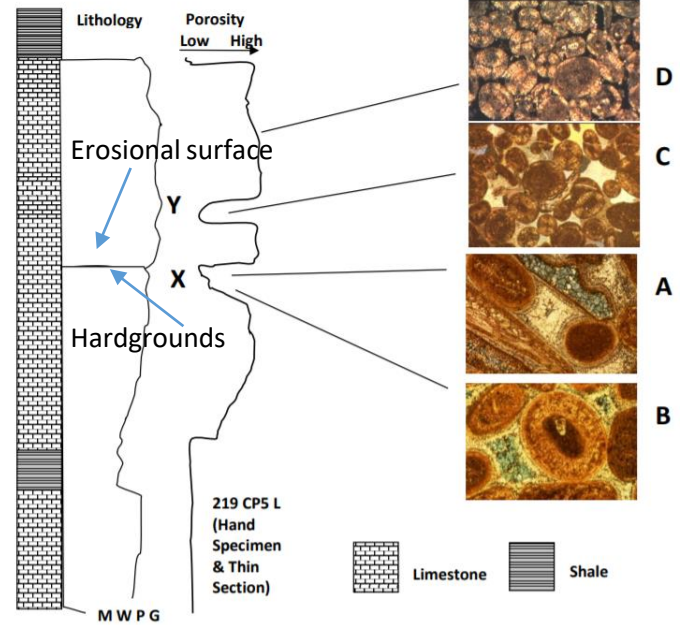 Lithology
Porosity
Low High
D
Erosional surface
C
Y
X
A
Hardgrounds
B
219 CP5 L
(Hand
Specimen
& Thin
Section)
Limestone
Shale
M W P G